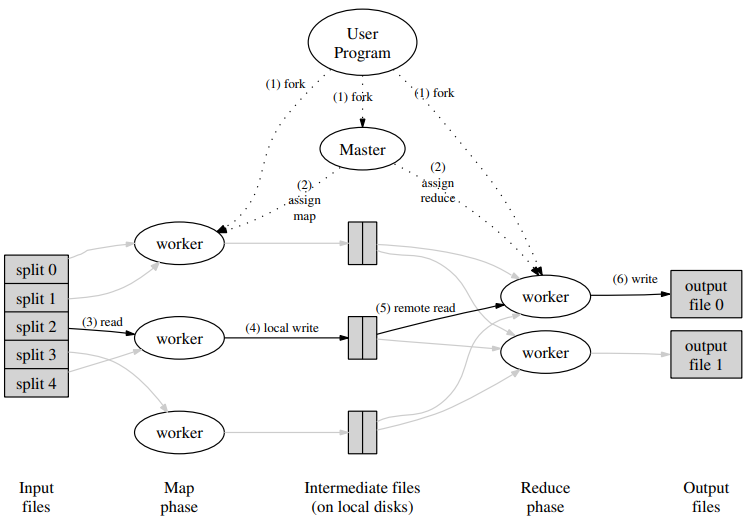 User
Program
(1) fork
(1) fork
(1) fork
Master
(2)
assign
map
(2)
assign
reduce
worker
split 0
split 1
split 2
split 3
split 4
(3) read
worker
(4) local write
(5) remote read
worker
(6) write
output
file 0
worker
output
file 1
worker
Input
files
Map
phase
Intermediate files
(on local disks)
Reduce
phase
Output
files